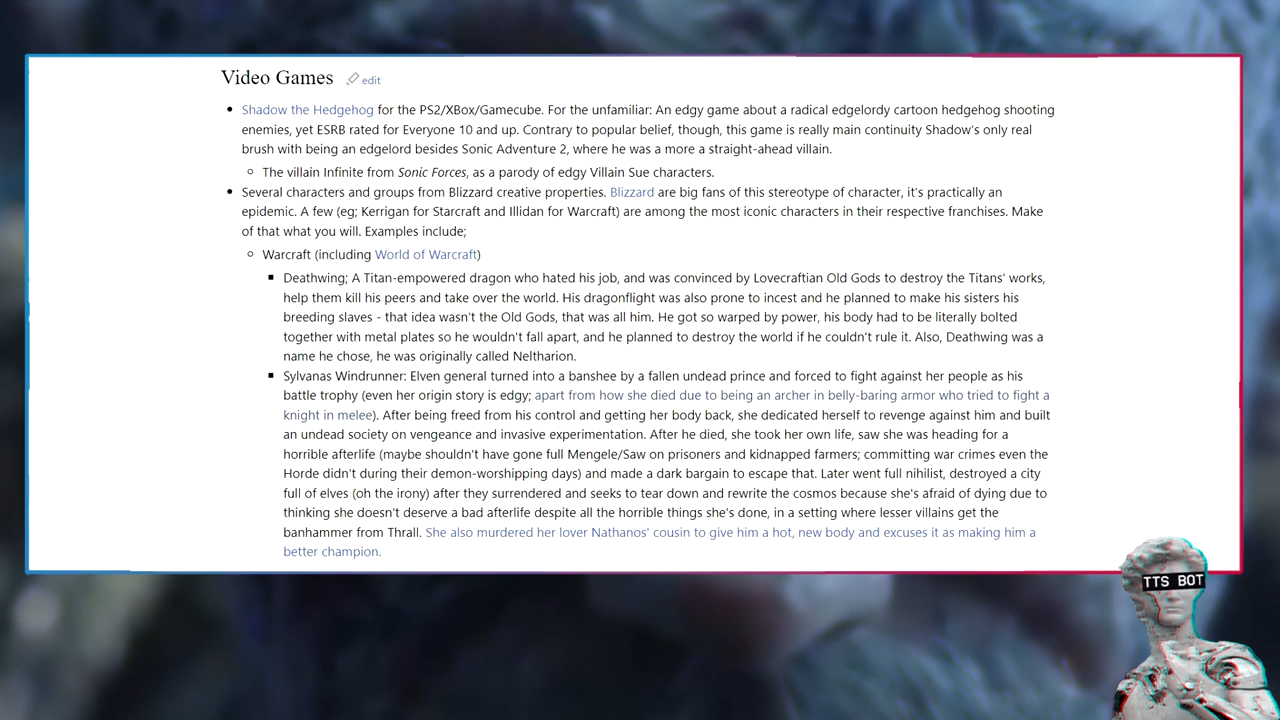 Video Games edit
Shadow the Hedgehog for the PS2/XBox/Gamecube. For the unfamiliar: An edgy game about a radical edgelordy cartoon hedgehog shooting
enemies, yet ESRB rated for Everyone 10 and up. Contrary to popular belief, though, this game is really main continuity Shadow's only real
brush with being an edgelord besides Sonic Adventure 2, where he was a more a straight-ahead villain.
The villain Infinite from Sonic Forces, as a parody of edgy Villain Sue characters.
Several characters and groups from Blizzard creative properties. Blizzard are big fans of this stereotype of character, it's practically an
epidemic. A few (eg; Kerrigan for Starcraft and Illidan for Warcraft) are among the most iconic characters in their respective franchises. Make
of that what you will. Examples include;
Warcraft (including World of Warcraft)
Deathwing; A Titan-empowered dragon who hated his job, and was convinced by Lovecraftian Old Gods to destroy the Titans' works,
help them kill his peers and take over the world. His dragonflight was also prone to incest and he planned to make his sisters his
breeding slaves - that idea wasn't the Old Gods, that was all him. He got so warped by power, his body had to be literally bolted
together with metal plates so he wouldn't fall apart, and he planned to destroy the world if he couldn't rule it. Also, Deathwing was a
name he chose, he was originally called Neltharion.
Sylvanas Windrunner: Elven general turned into a banshee by a fallen undead prince and forced to fight against her people as his
battle trophy (even her origin story is edgy; apart from how she died due to being an archer in belly-baring armor who tried to fight a
knight in melee). After being freed from his control and getting her body back, she dedicated herself to revenge against him and built
an undead society on vengeance and invasive experimentation. After he died, she took her own life, saw she was heading for a
horrible afterlife (maybe shouldn't have gone full Mengele/Saw on prisoners and kidnapped farmers; committing war crimes even the
Horde didn't during their demon-worshipping days) and made a dark bargain to escape that. Later went full nihilist, destroyed a city
full of elves (oh the irony) after they surrendered and seeks to tear down and rewrite the cosmos because she's afraid of dying due to
thinking she doesn't deserve a bad afterlife despite all the horrible things she's done, in a setting where lesser villains get the
banhammer from Thrall. She also murdered her lover Nathanos' cousin to give him a hot, new body and excuses it as making him a
better champion.
TTS BOT